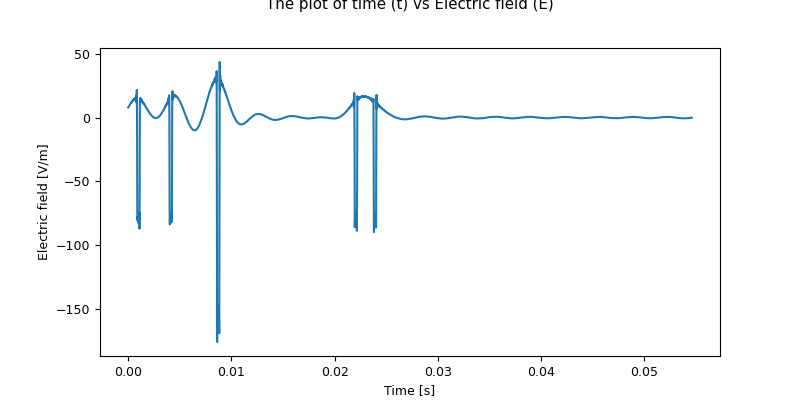 The plot of time (t) vs Electric field (E)
50
0
−50
−100
−150
Electric field [V/m]
0.00 0.01 0.02 0.03 0.04 0.05
Time [s]